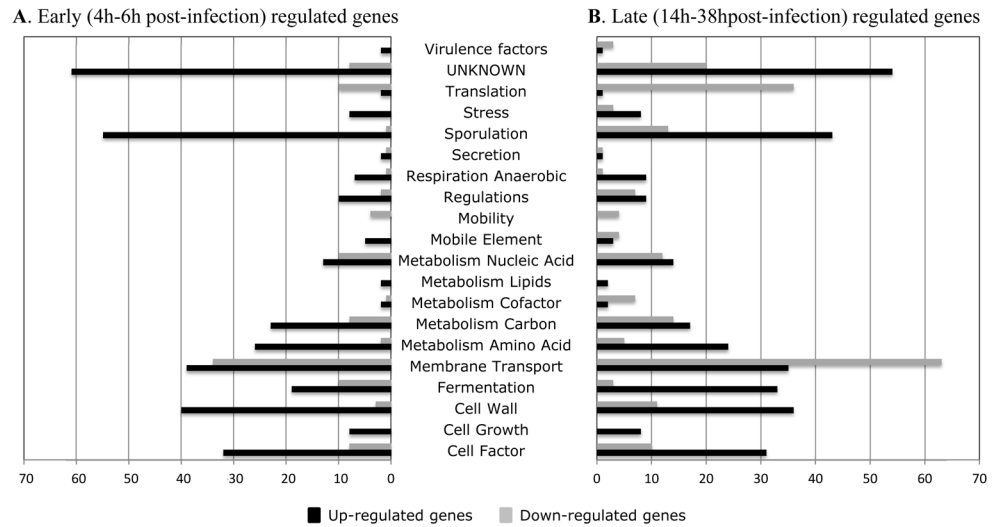 A. Early (4h-6h post-infection) regulated genes
B. Late (14h-38hpost-infection) regulated genes
Virulence factors
UNKNOWN
Translation
Stress
Sporulation
Secretion
Respiration Anaerobic
Regulations
Mobility
Mobile Element
Metabolism Nucleic Acid
Metabolism Lipids
Metabolism Cofactor
Metabolism Carbon
Metabolism Amino Acid
Membrane Transport
Fermentation
Cell Wall
Cell Growth
Cell Factor
70 60 50 40 30 20 10 0
0 10 20 30 40 50 60 70
Up-regulated genes
Down-regulated genes